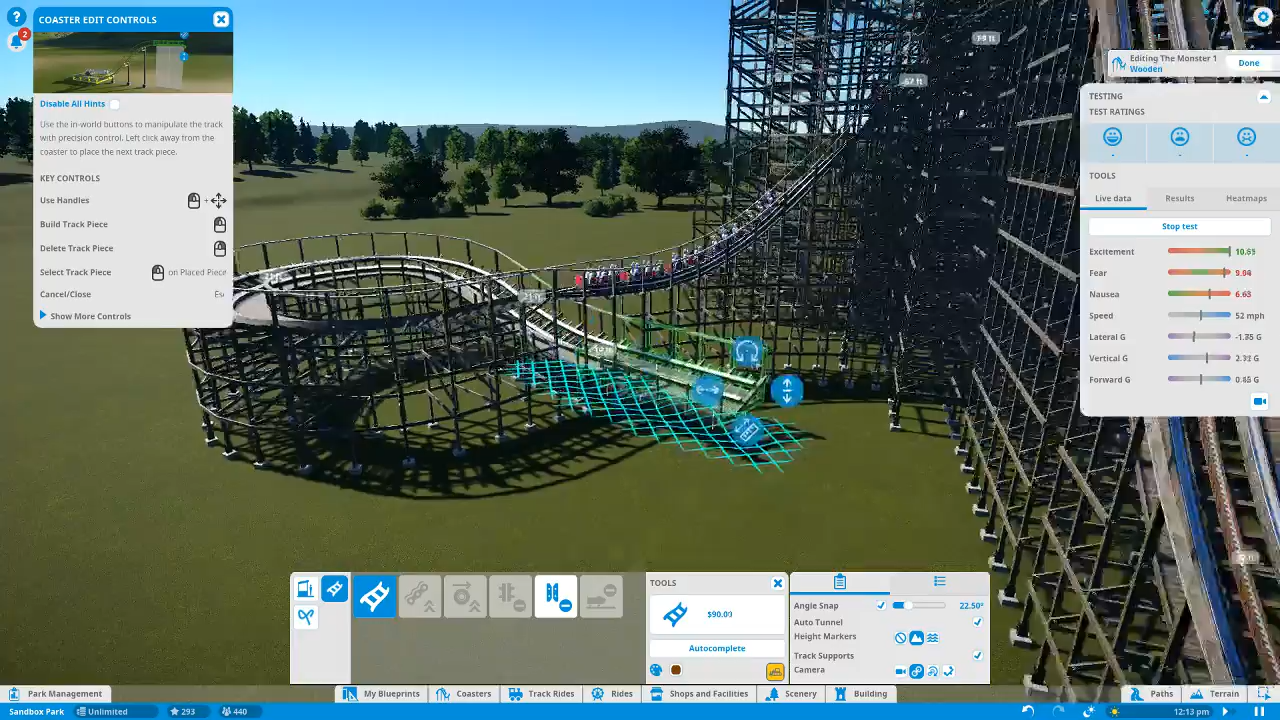 ?
COASTER EDIT CONTROLS
2
Disable All Hints
Use the in-world buttons to manipulate the track
with precision control. Left click away from the
coaster to place the next track piece.
KEY CONTROLS
Use Handles
+
Build Track Piece
Delete Track Piece
Select Track Piece
on Placed Piece
Cancel/Close
Es
Show More Controls
Editing The Monster 1
Wooden
Done
TESTING
TEST RATINGS
- - -
TOOLS
Live data
Results
Heatmaps
Stop test
Excitement
Fear
Nausea
Speed
52 mph
Lateral G
Vertical G
Forward G
TOOLS
$90.00
Autocomplete
Angle Snap
22.50°
Auto Tunnel
Height Markers
Track Supports
Camera
Park Management
My Blueprints
Coasters
Track Rides
Rides
Shops and Facilities
Scenery
Building
Paths
Terrain
Sandbox Park
Unlimited
293
440
12:13 pm